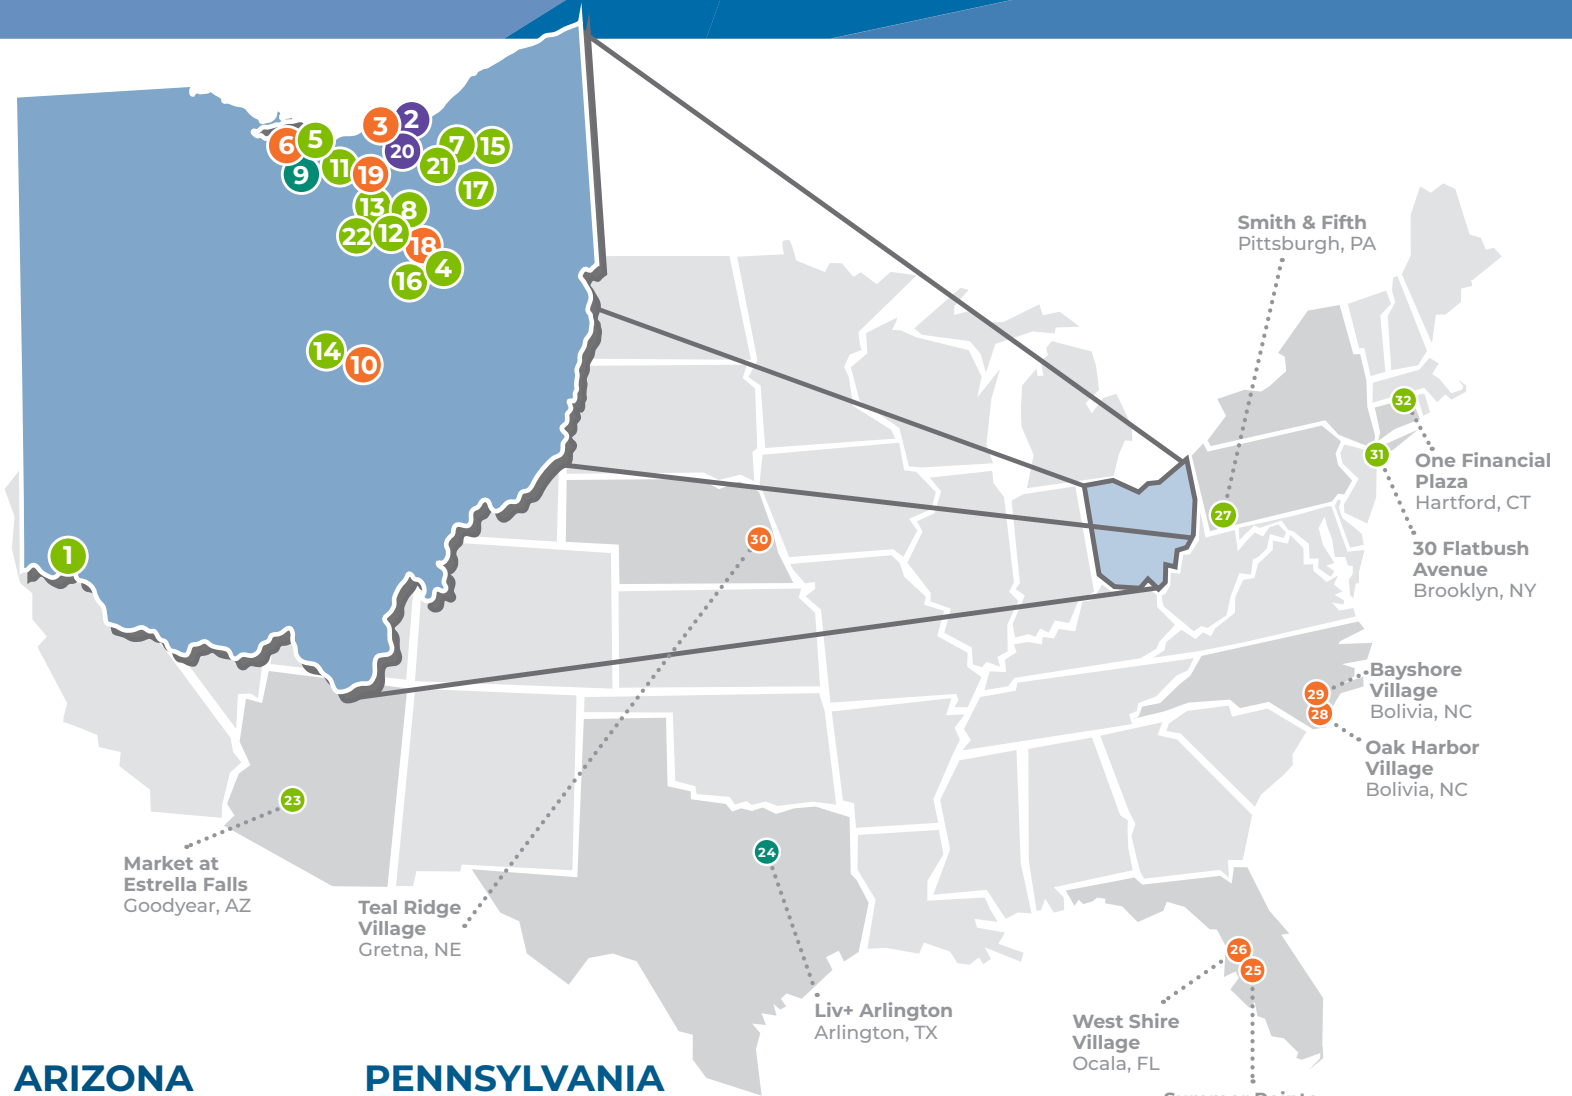 3 2
6 5
20
7 15
11 19 21
9
17
13 8
22 12
18
4
16
14
10
1
Smith & Fifth
Pittsburgh, PA
32
31
One Financial
Plaza
Hartford, CT
27
30
30 Flatbush
Avenue
Brooklyn, NY
Bayshore
Village
Bolivia, NC
29
28
Oak Harbor
Village
Bolivia, NC
23
24
Market at
Estrella Falls
Goodyear, AZ
Teal Ridge
Village
Gretna, NE
26
25
Liv+ Arlington
Arlington, TX
West Shire
Village
Ocala, FL
ARIZONA
PENNSYLVANIA